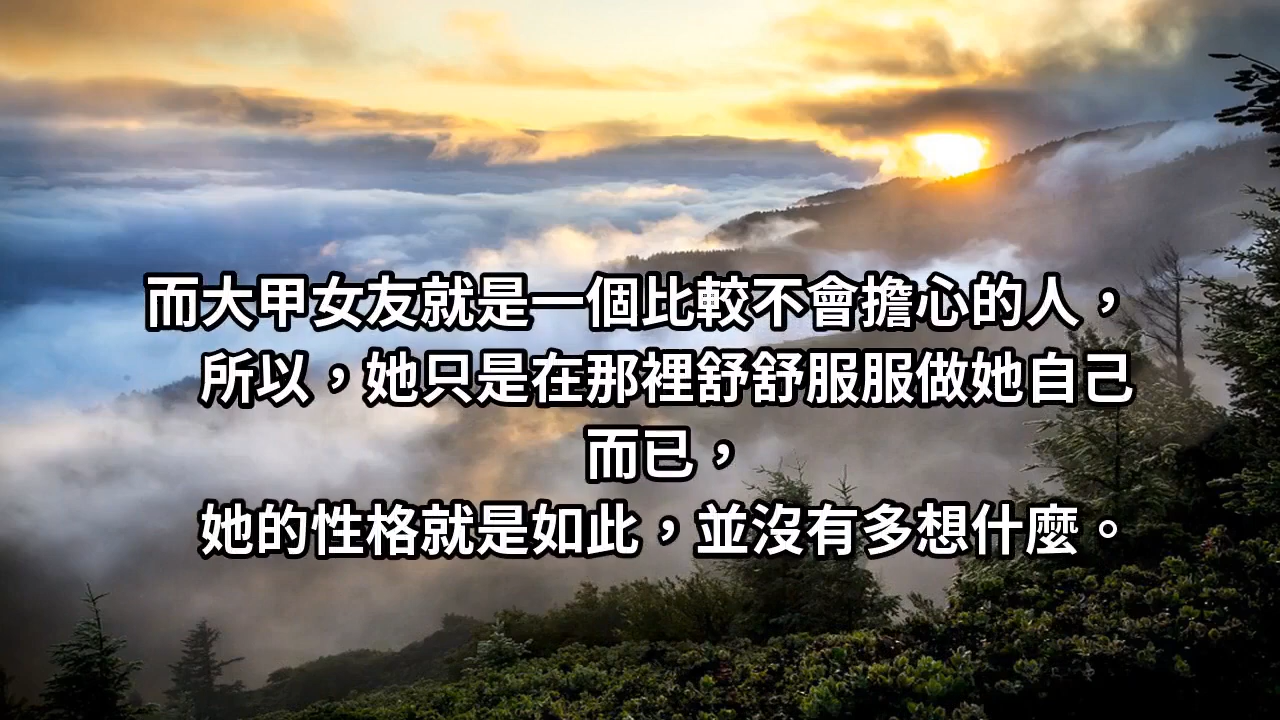 而大甲女友就是一個比較不會擔心的人，
所以，她只是在那裡舒舒服服做她自己
而已，
她的性格就是如此，並沒有多想什麼。